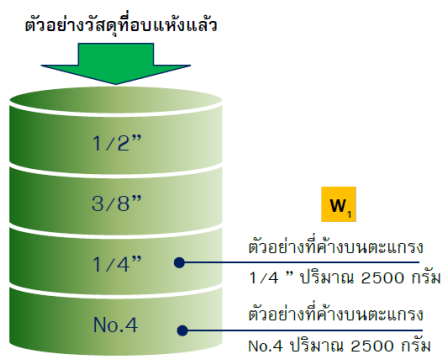 ตัวอย่างวัสดุที่อบแห้งแล้ว
1/2”
3/8”
W1
1/4”
ตัวอย่างที่ค้างบนตะแกรง
1/4 ” ปริมาณ 2500 กรัม
No.4
ตัวอย่างที่ค้างบนตะแกรง
No.4 ปริมาณ 2500 กรัม